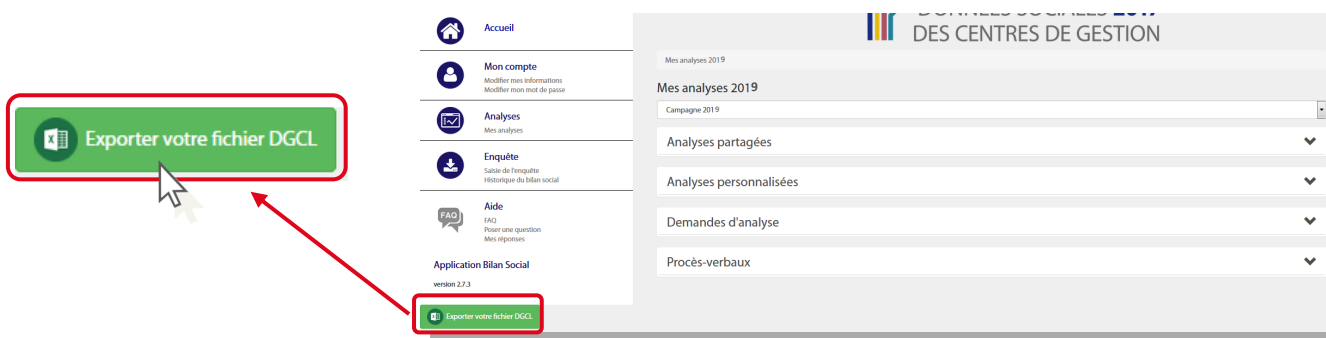 Exporter votre fichier DGCL
Accueil
Mon compte
Modifier mes informations
Modifier mon mot de passe
Analyses
Mes analyses
Enquête
Saisie de l'enquête
Historique du bilan social
FAQ
Aide
FAQ
Poser une question
Mes réponses
Application Bilan Social
version 2.7.3
Exporter votre fichier DGCL
DONNÉES SOCIALES 2017
DES CENTRES DE GESTION
Mes analyses 2019
Mes analyses 2019
Campagne 2019
Analyses partagées
Analyses personnalisées
Demandes d'analyse
Procès-verbaux